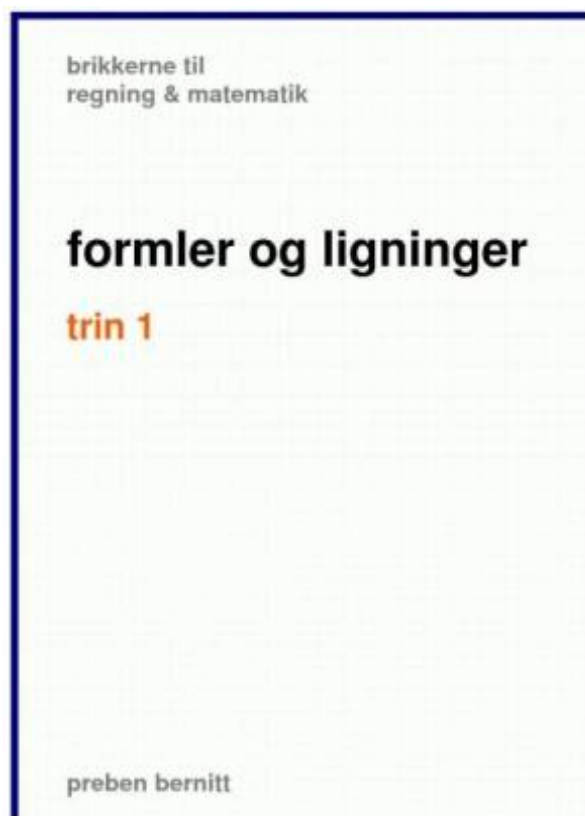 brikkerne til
regning & matematik
formler og ligninger
trin 1
preben bernitt